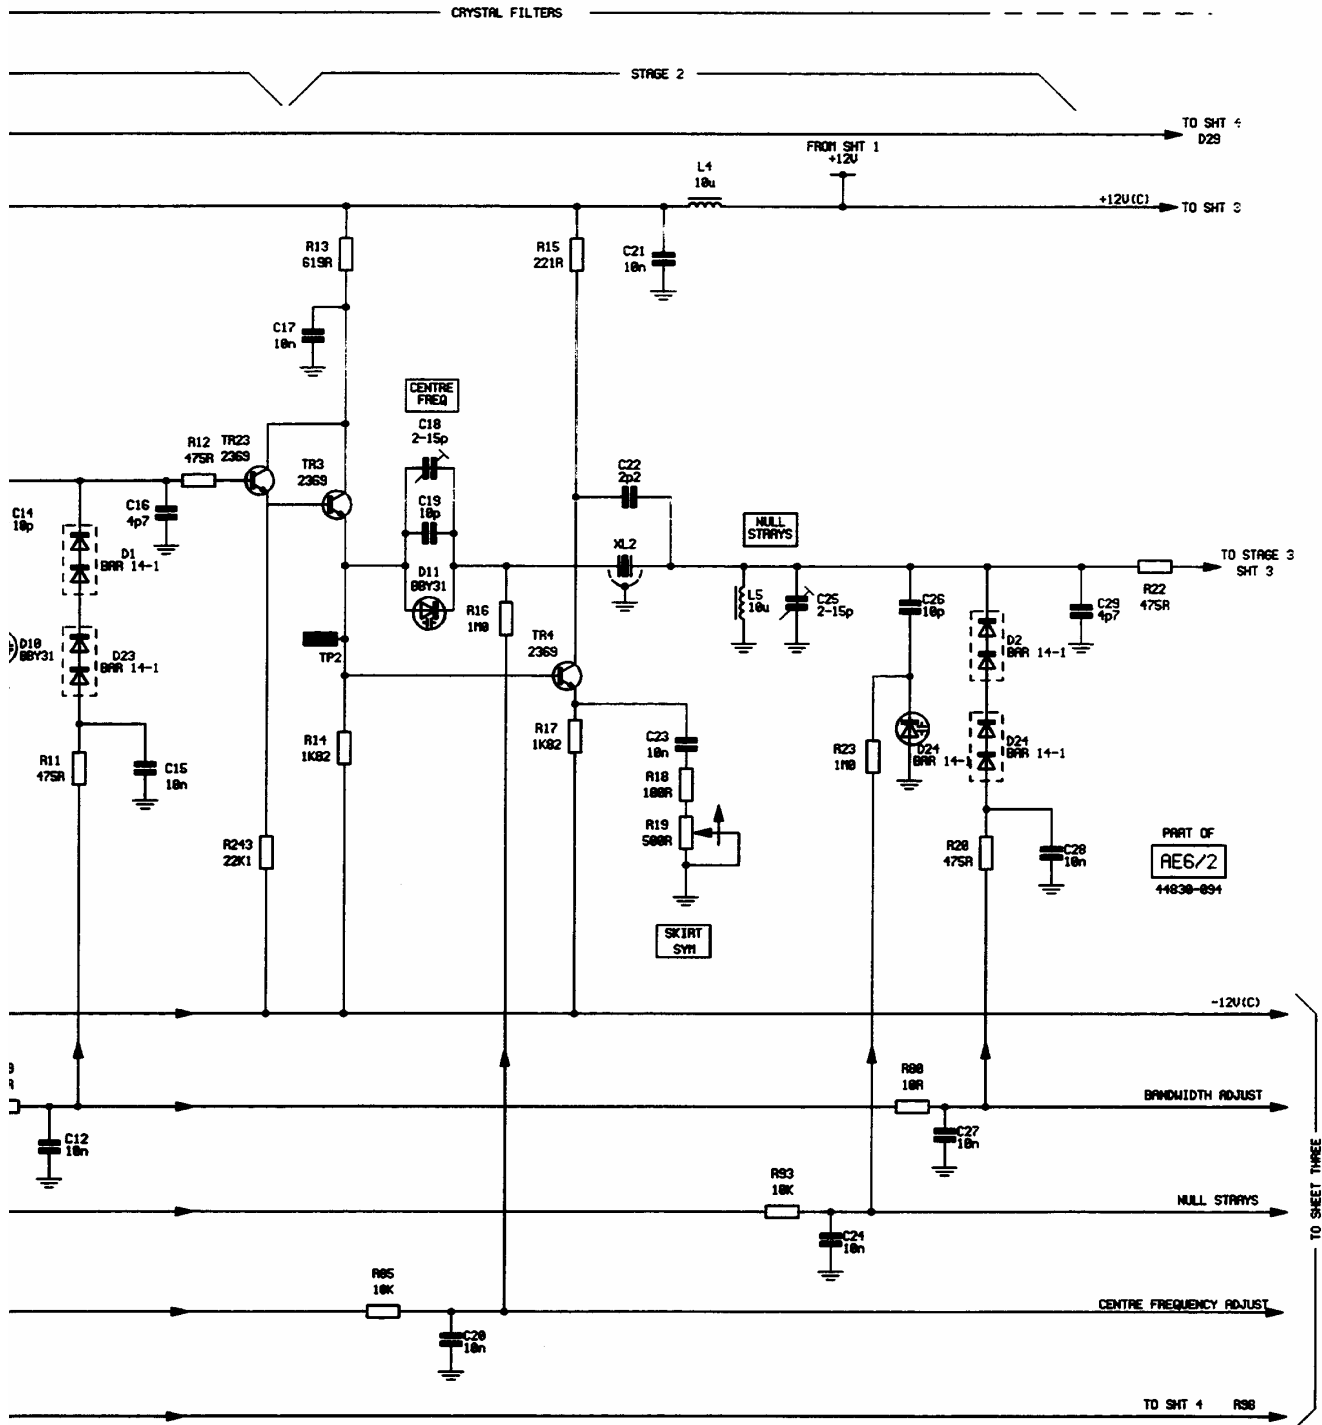 CRYSTAL FILTERS
STAGE 2
TO SHT 4
D29
FROM SHT 1
+12V
L4
10u
+12V(C)
TO SHT 3
R13
619R
R15
221R
C21
10n
C17
10n
CENTRE
FREQ
C18
2-15p
R12
475R
TR23
2369
TR3
2369
C22
2p2
C19
10p
C14
10p
C16
4p7
NULL
STRAYS
D1
BAR 14-1
D11
BBY31
XL2
TO STAGE 3
SHT 3
R22
475R
R16
1M0
L5
10u
C25
2-15p
C26
10p
C29
4p7
D10
BBY31
D23
BAR 14-1
TP2
TR4
2369
D2
BAR 14-1
R11
475R
C15
10n
R14
1K82
R17
1K82
C23
10n
R18
100R
R19
500R
R23
1M0
D24
BAR 14-1
D24
BAR 14-1
R243
22K1
R20
475R
C28
10n
PART OF
AE6/2
44830-094
SKIRT
SYM
-12V(C)
R80
10R
BANDWIDTH ADJUST
C12
10n
C27
10n
R93
10K
NULL STRAYS
C24
10n
R85
10K
CENTRE FREQUENCY ADJUST
C20
10n
TO SHEET THREE
TO SHT 4 R98